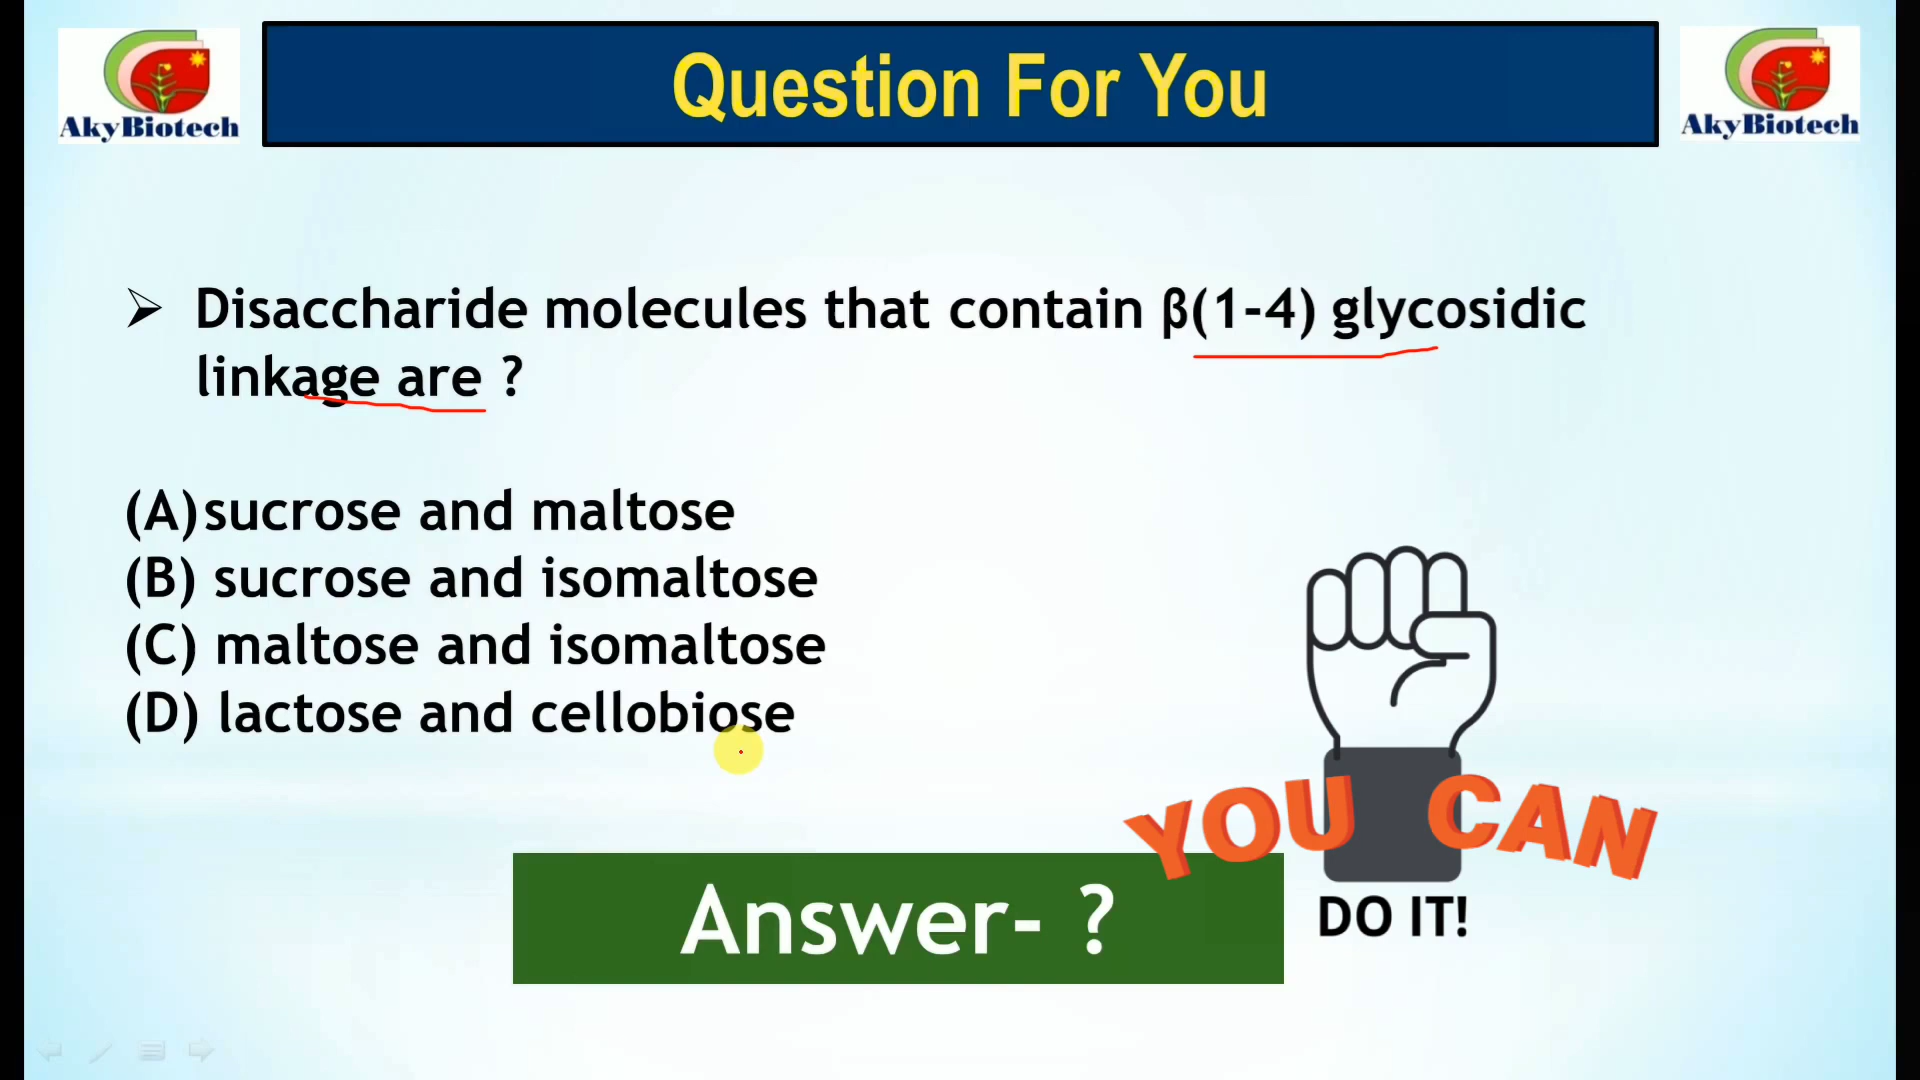 AkyBiotech
Question For You
AkyBiotech
Disaccharide molecules that contain β(1-4) glycosidic
linkage are ?
(A)sucrose and maltose
(B) sucrose and isomaltose
(C) maltose and isomaltose
(D) lactose and cellobiose
YOU CAN
DO IT!
Answer- ?